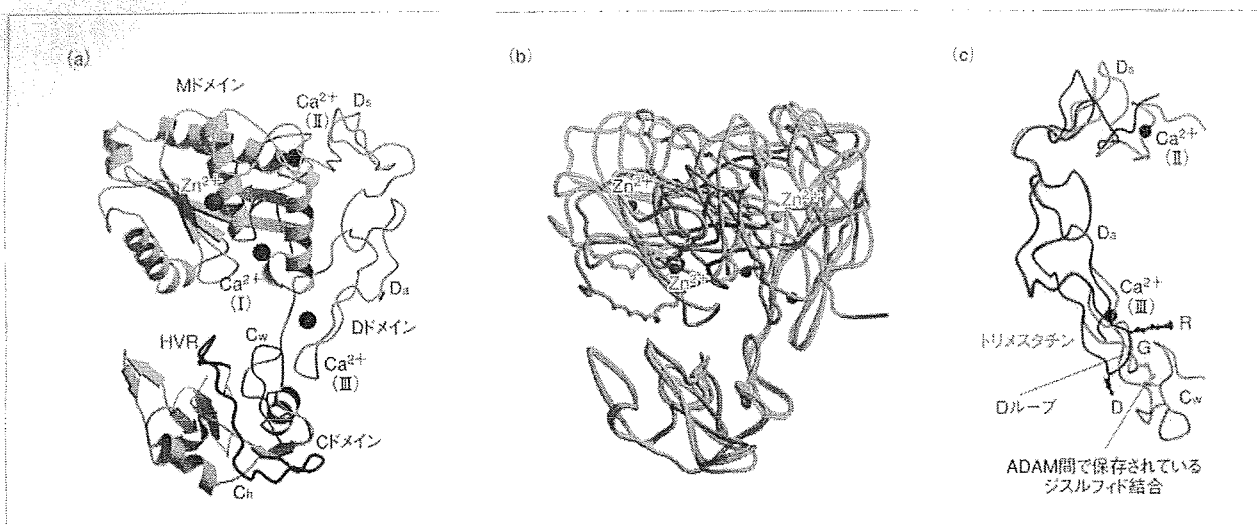 (a)
Mドメイン
Ca²⁺
(II)
Ds
Zn²⁺
Ca²⁺
(I)
Da
Dドメイン
HVR
Cw
Ca²⁺
(III)
Cドメイン
Ch
(b)
Zn²⁺
Zn²⁺
Zn²⁺
(c)
Ds
Ca²⁺
(II)
Da
Ca²⁺
(III)
R
トリメスタチン
G
D
Cw
Dループ
ADAM間で保存されている
ジスルフィド結合